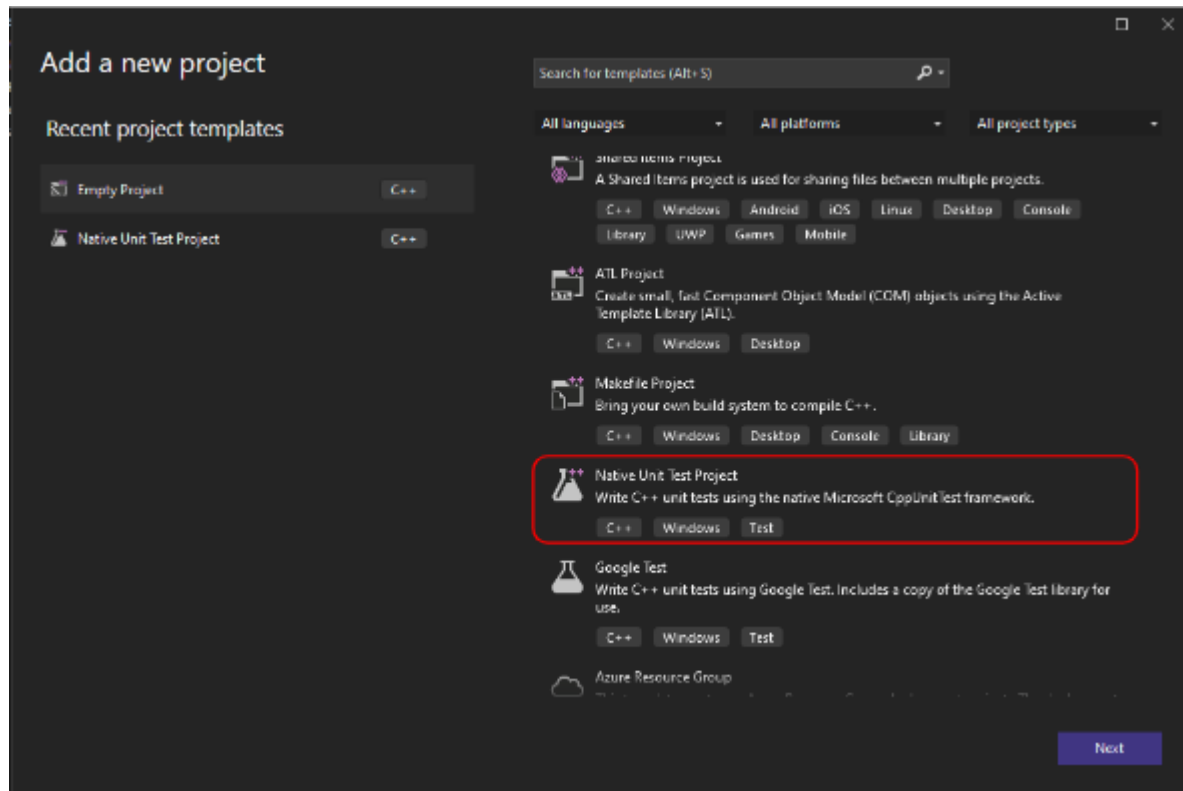 Add a new project
Search for templates (Alt+S)
Recent project templates
All languages
All platforms
All project types
Empty Project
C++
Native Unit Test Project
C++
Shared Items Project
A Shared Items project is used for sharing files between multiple projects.
C++ Windows Android iOS Linux Desktop Console
Library UWP Games Mobile
ATL Project
Create small, fast Component Object Model (COM) objects using the Active
Template Library (ATL).
C++ Windows Desktop
Makefile Project
Bring your own build system to compile C++.
C++ Windows Desktop Console Library
Native Unit Test Project
Write C++ unit tests using the native Microsoft CppUnitTest framework.
C++ Windows Test
Google Test
Write C++ unit tests using Google Test. Includes a copy of the Google Test library for
use.
C++ Windows Test
Azure Resource Group
Next